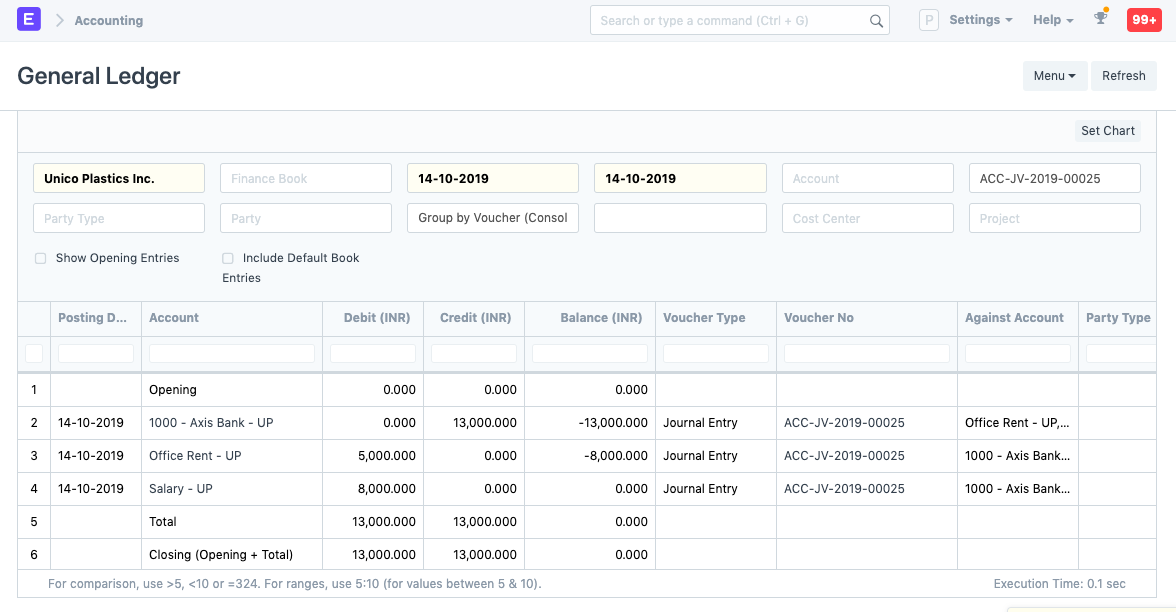 E Accounting Search or type a command (Ctrl + G) P Settings Help 99+
General Ledger Menu Refresh
Set Chart
Unico Plastics Inc. Finance Book 14-10-2019 14-10-2019 Account ACC-JV-2019-00025
Party Type Party Group by Voucher (Consol Cost Center Project
Show Opening Entries Include Default Book
Entries
Posting D... Account Debit (INR) Credit (INR) Balance (INR) Voucher Type Voucher No Against Account Party Type
1 Opening 0.000 0.000 0.000
2 14-10-2019 1000 - Axis Bank - UP 0.000 13,000.000 -13,000.000 Journal Entry ACC-JV-2019-00025 Office Rent - UP,...
3 14-10-2019 Office Rent - UP 5,000.000 0.000 -8,000.000 Journal Entry ACC-JV-2019-00025 1000 - Axis Bank...
4 14-10-2019 Salary - UP 8,000.000 0.000 0.000 Journal Entry ACC-JV-2019-00025 1000 - Axis Bank...
5 Total 13,000.000 13,000.000 0.000
6 Closing (Opening + Total) 13,000.000 13,000.000 0.000
For comparison, use >5, <10 or =324. For ranges, use 5:10 (for values between 5 & 10). Execution Time: 0.1 sec